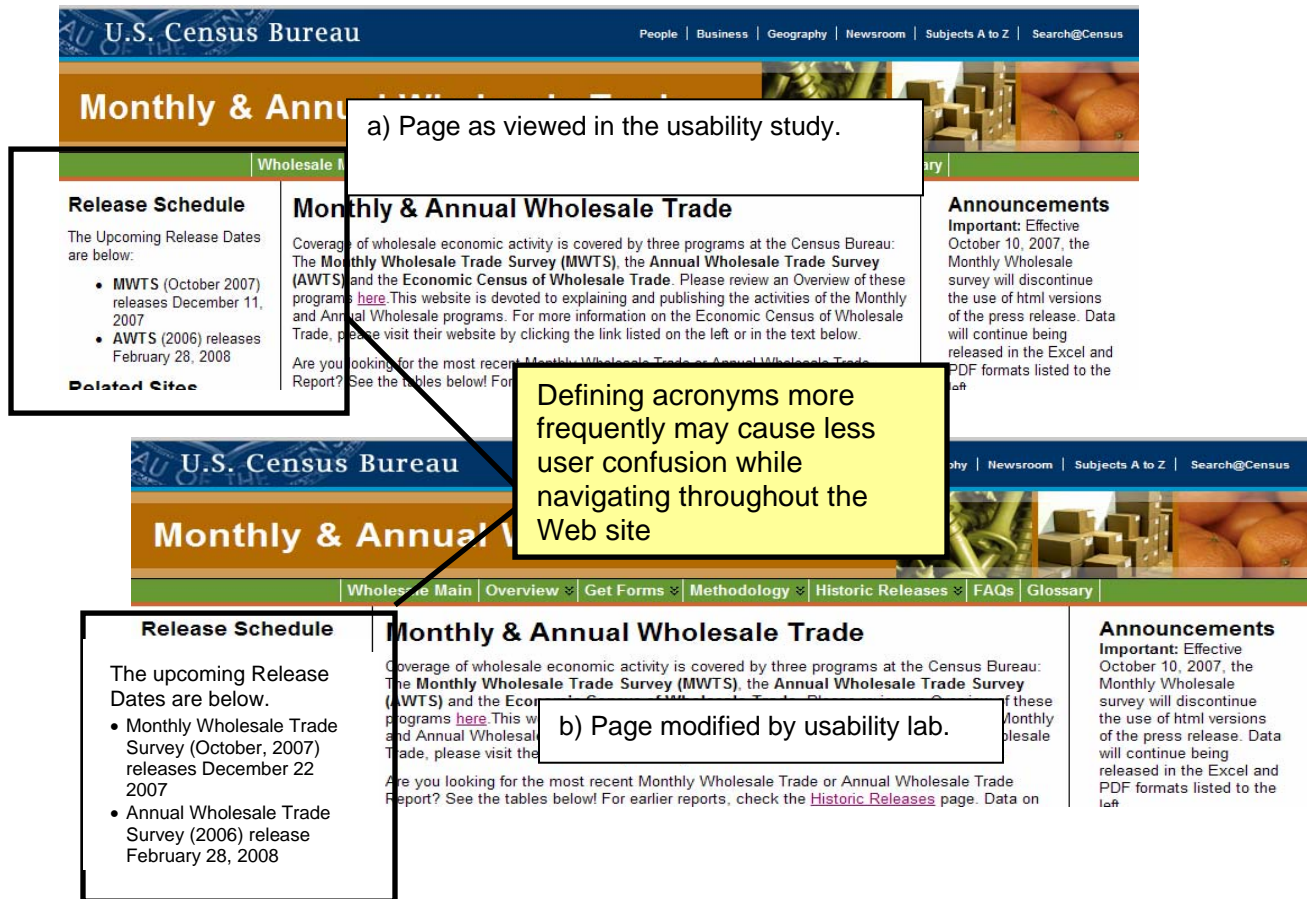 U.S. Census Bureau
People | Business | Geography | Newsroom | Subjects A to Z | Search@Census
Monthly & Annual Wholesale Trade
a) Page as viewed in the usability study.
Wholesale
Release Schedule
The Upcoming Release Dates
are below:
• MWTS (October 2007)
releases December 11,
2007
• AWTS (2006) releases
February 28, 2008
Related Sites
Monthly & Annual Wholesale Trade
Coverage of wholesale economic activity is covered by three programs at the Census Bureau:
The Monthly Wholesale Trade Survey (MWTS), the Annual Wholesale Trade Survey
(AWTS) and the Economic Census of Wholesale Trade. Please review an Overview of these
programs here.This website is devoted to explaining and publishing the activities of the Monthly
and Annual Wholesale programs. For more information on the Economic Census of Wholesale
Trade, please visit their website by clicking the link listed on the left or in the text below.
Are you looking for the most recent Monthly Wholesale Trade or Annual Wholesale Trade
Report? See the tables below! For
Announcements
Important: Effective
October 10, 2007, the
Monthly Wholesale
survey will discontinue
the use of html versions
of the press release. Data
will continue being
released in the Excel and
PDF formats listed to the
left
Defining acronyms more
frequently may cause less
user confusion while
navigating throughout the
Web site
U.S. Census Bureau
Newsroom | Subjects A to Z | Search@Census
Monthly & Annual
Wholesale Main | Overview | Get Forms | Methodology | Historic Releases | FAQs | Glossary
Release Schedule
The upcoming Release
Dates are below.
• Monthly Wholesale Trade
Survey (October, 2007)
releases December 22
2007
• Annual Wholesale Trade
Survey (2006) release
February 28, 2008
Monthly & Annual Wholesale Trade
Coverage of wholesale economic activity is covered by three programs at the Census Bureau:
The Monthly Wholesale Trade Survey (MWTS), the Annual Wholesale Trade Survey
(AWTS) and the Economic Census of Wholesale Trade. Please review an Overview of these
programs here.This Monthly
and Annual Wholesale
Trade, please visit
b) Page modified by usability lab.
Are you looking for the most recent Monthly Wholesale Trade or Annual Wholesale Trade
Report? See the tables below! For earlier reports, check the Historic Releases page. Data on
Announcements
Important: Effective
October 10, 2007, the
Monthly Wholesale
survey will discontinue
the use of html versions
of the press release. Data
will continue being
released in the Excel and
PDF formats listed to the
left